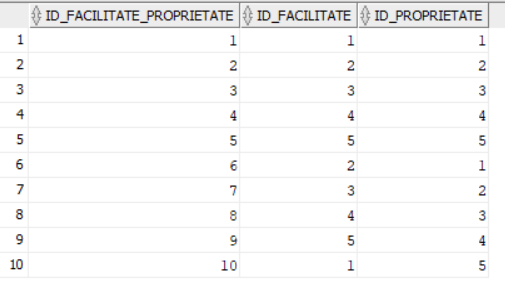 ID_FACILITATE_PROPRIETATE ID_FACILITATE ID_PROPRIETATE
1 1 1 1
2 2 2 2
3 3 3 3
4 4 4 4
5 5 5 5
6 6 2 1
7 7 3 2
8 8 4 3
9 9 5 4
10 10 1 5